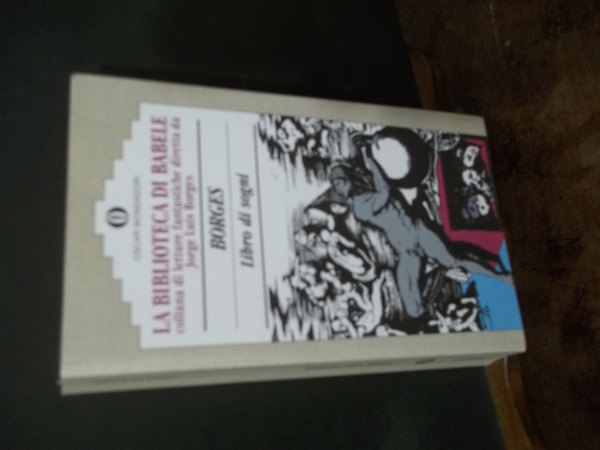 OSCAR MONDADORI
LA BIBLIOTECA DI BABELE
collana di letture fantastiche diretta da
Jorge Luis Borges
BORGES
Libro di sogni